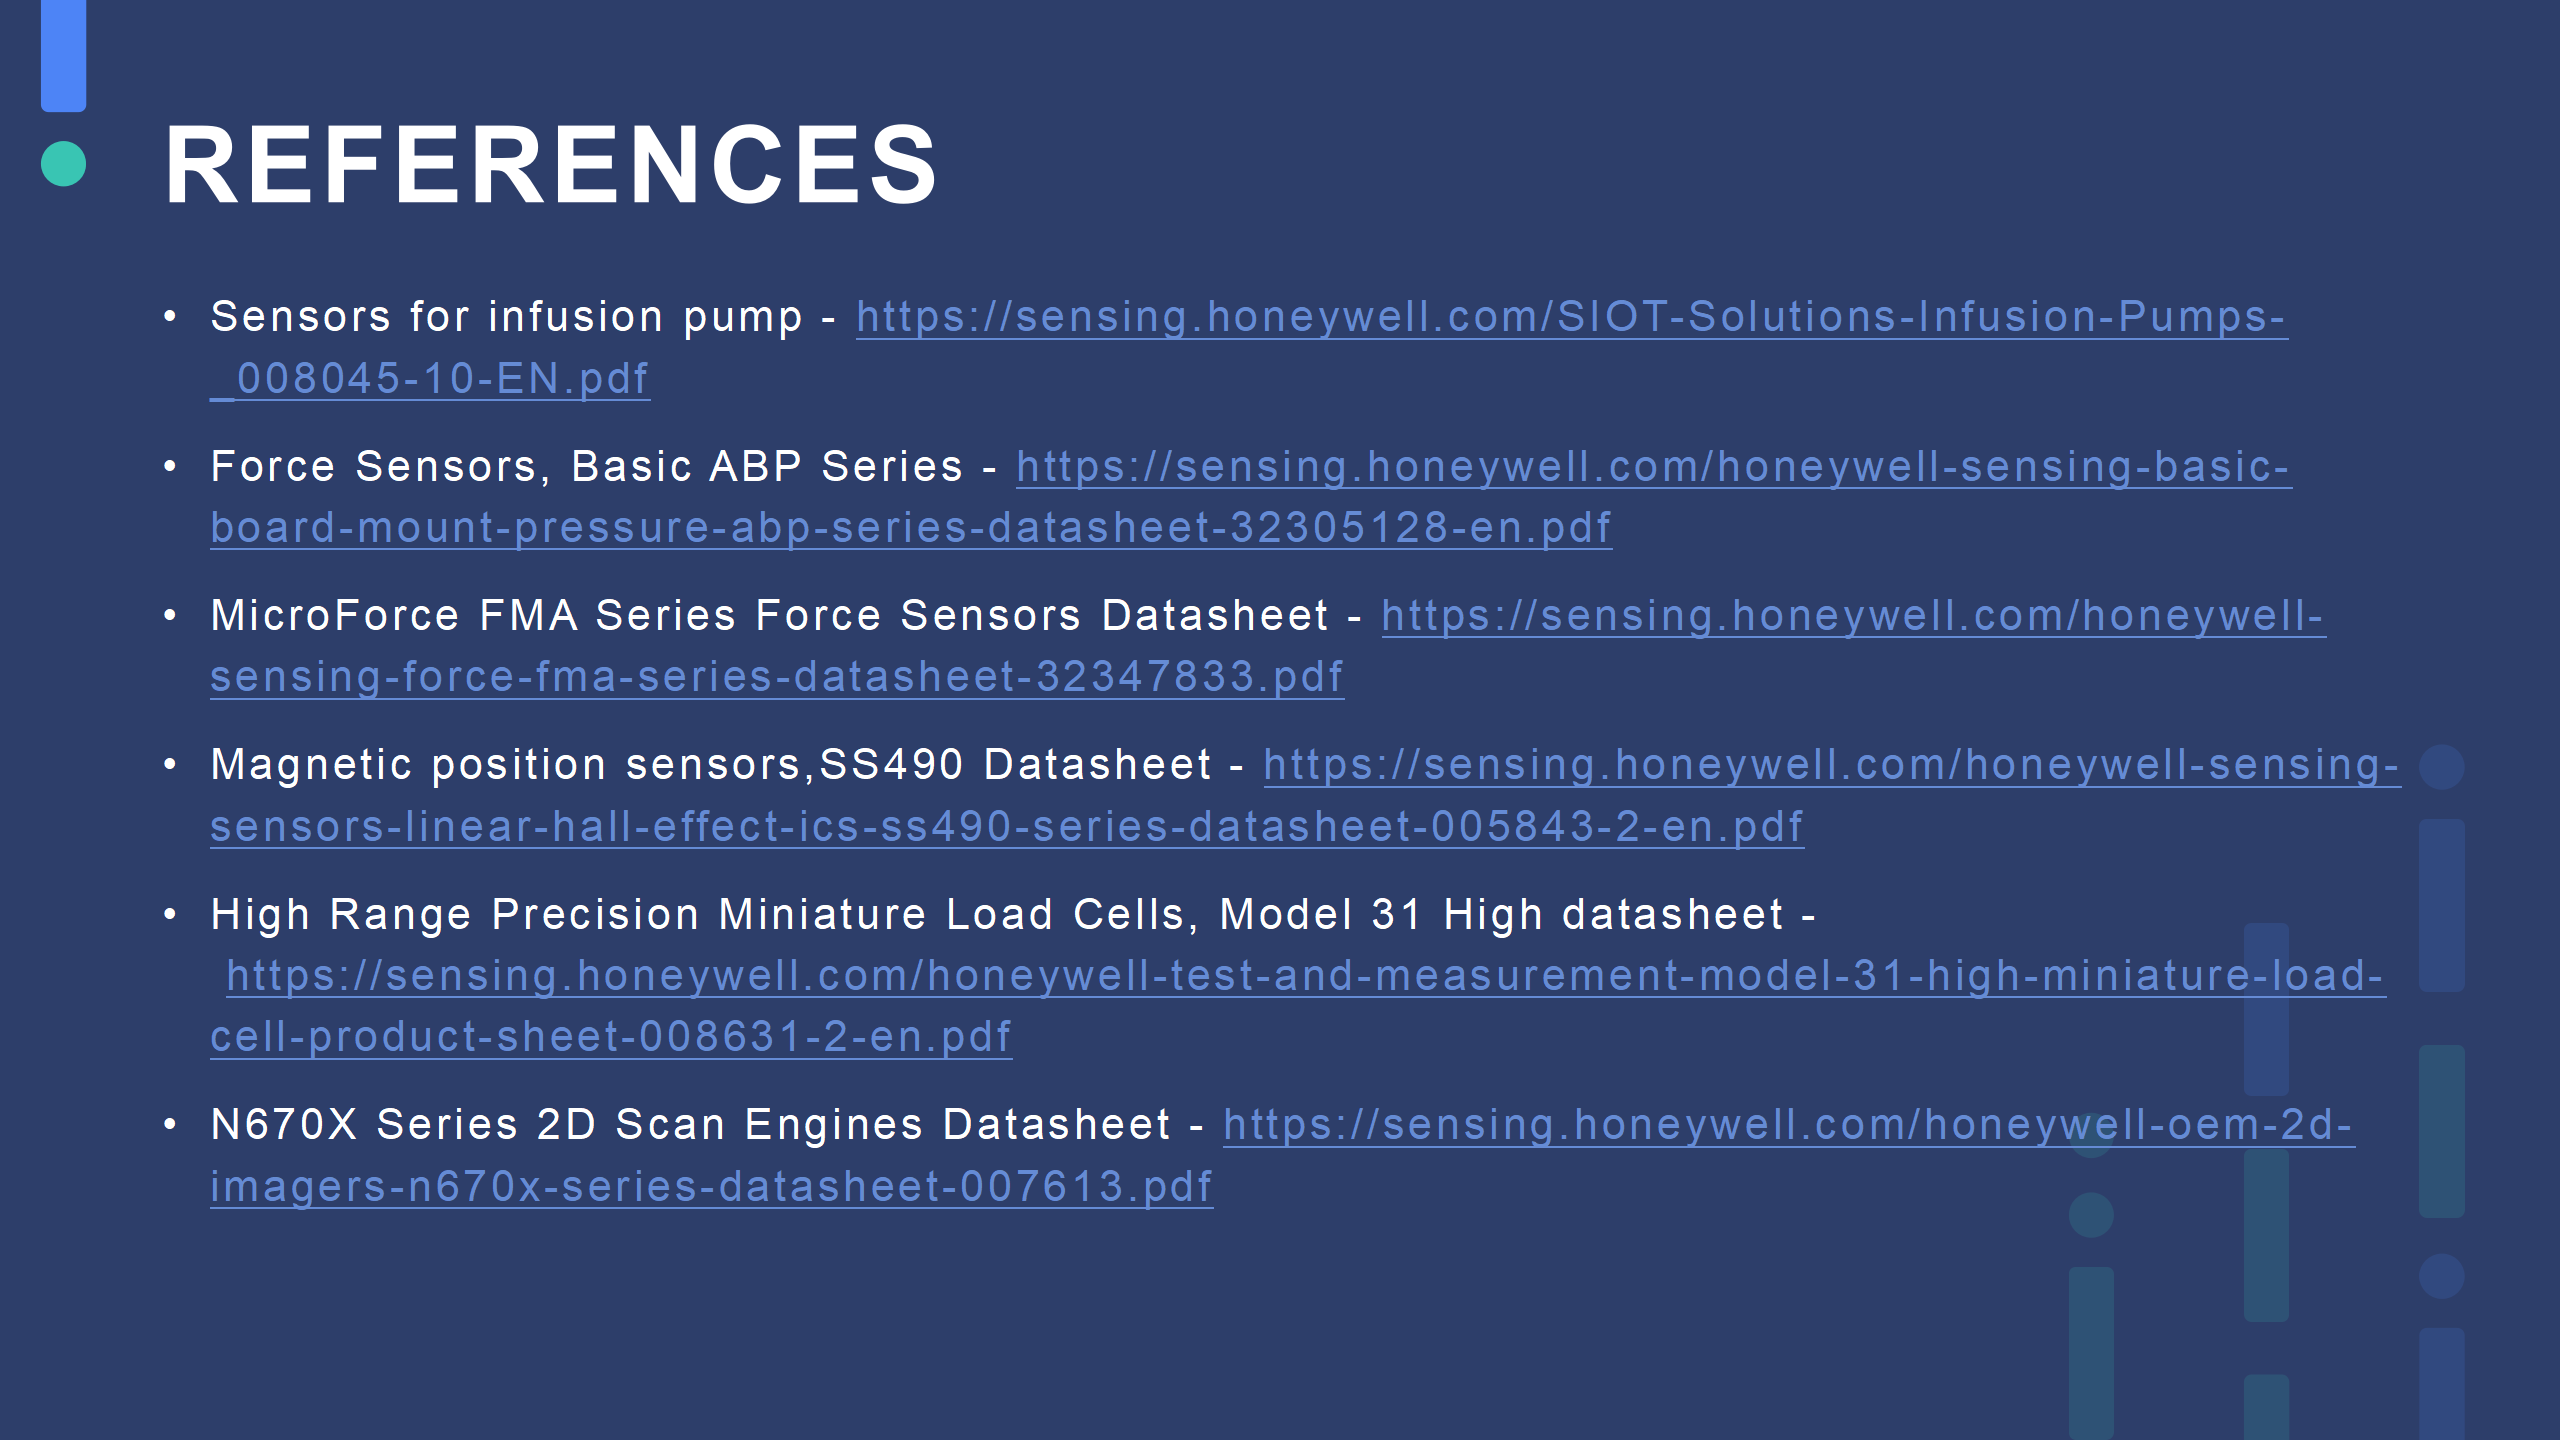 REFERENCES
• Sensors for infusion pump - https://sensing.honeywell.com/SIOT-Solutions-Infusion-Pumps-
_008045-10-EN.pdf
• Force Sensors, Basic ABP Series - https://sensing.honeywell.com/honeywell-sensing-basic-
board-mount-pressure-abp-series-datasheet-32305128-en.pdf
• MicroForce FMA Series Force Sensors Datasheet - https://sensing.honeywell.com/honeywell-
sensing-force-fma-series-datasheet-32347833.pdf
• Magnetic position sensors,SS490 Datasheet - https://sensing.honeywell.com/honeywell-sensing-
sensors-linear-hall-effect-ics-ss490-series-datasheet-005843-2-en.pdf
• High Range Precision Miniature Load Cells, Model 31 High datasheet -
https://sensing.honeywell.com/honeywell-test-and-measurement-model-31-high-miniature-load-
cell-product-sheet-008631-2-en.pdf
• N670X Series 2D Scan Engines Datasheet - https://sensing.honeywell.com/honeywell-oem-2d-
imagers-n670x-series-datasheet-007613.pdf